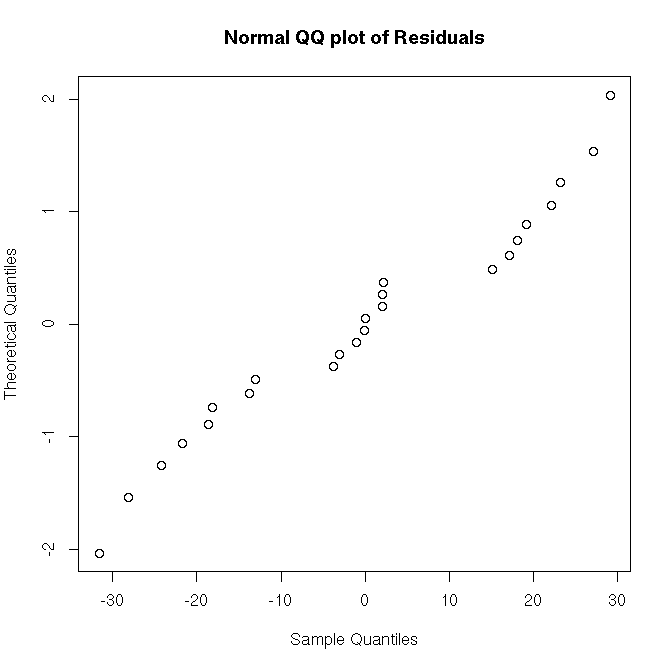 Normal QQ plot of Residuals
Theoretical Quantiles
2
1
0
-1
-2
-30 -20 -10 0 10 20 30
Sample Quantiles